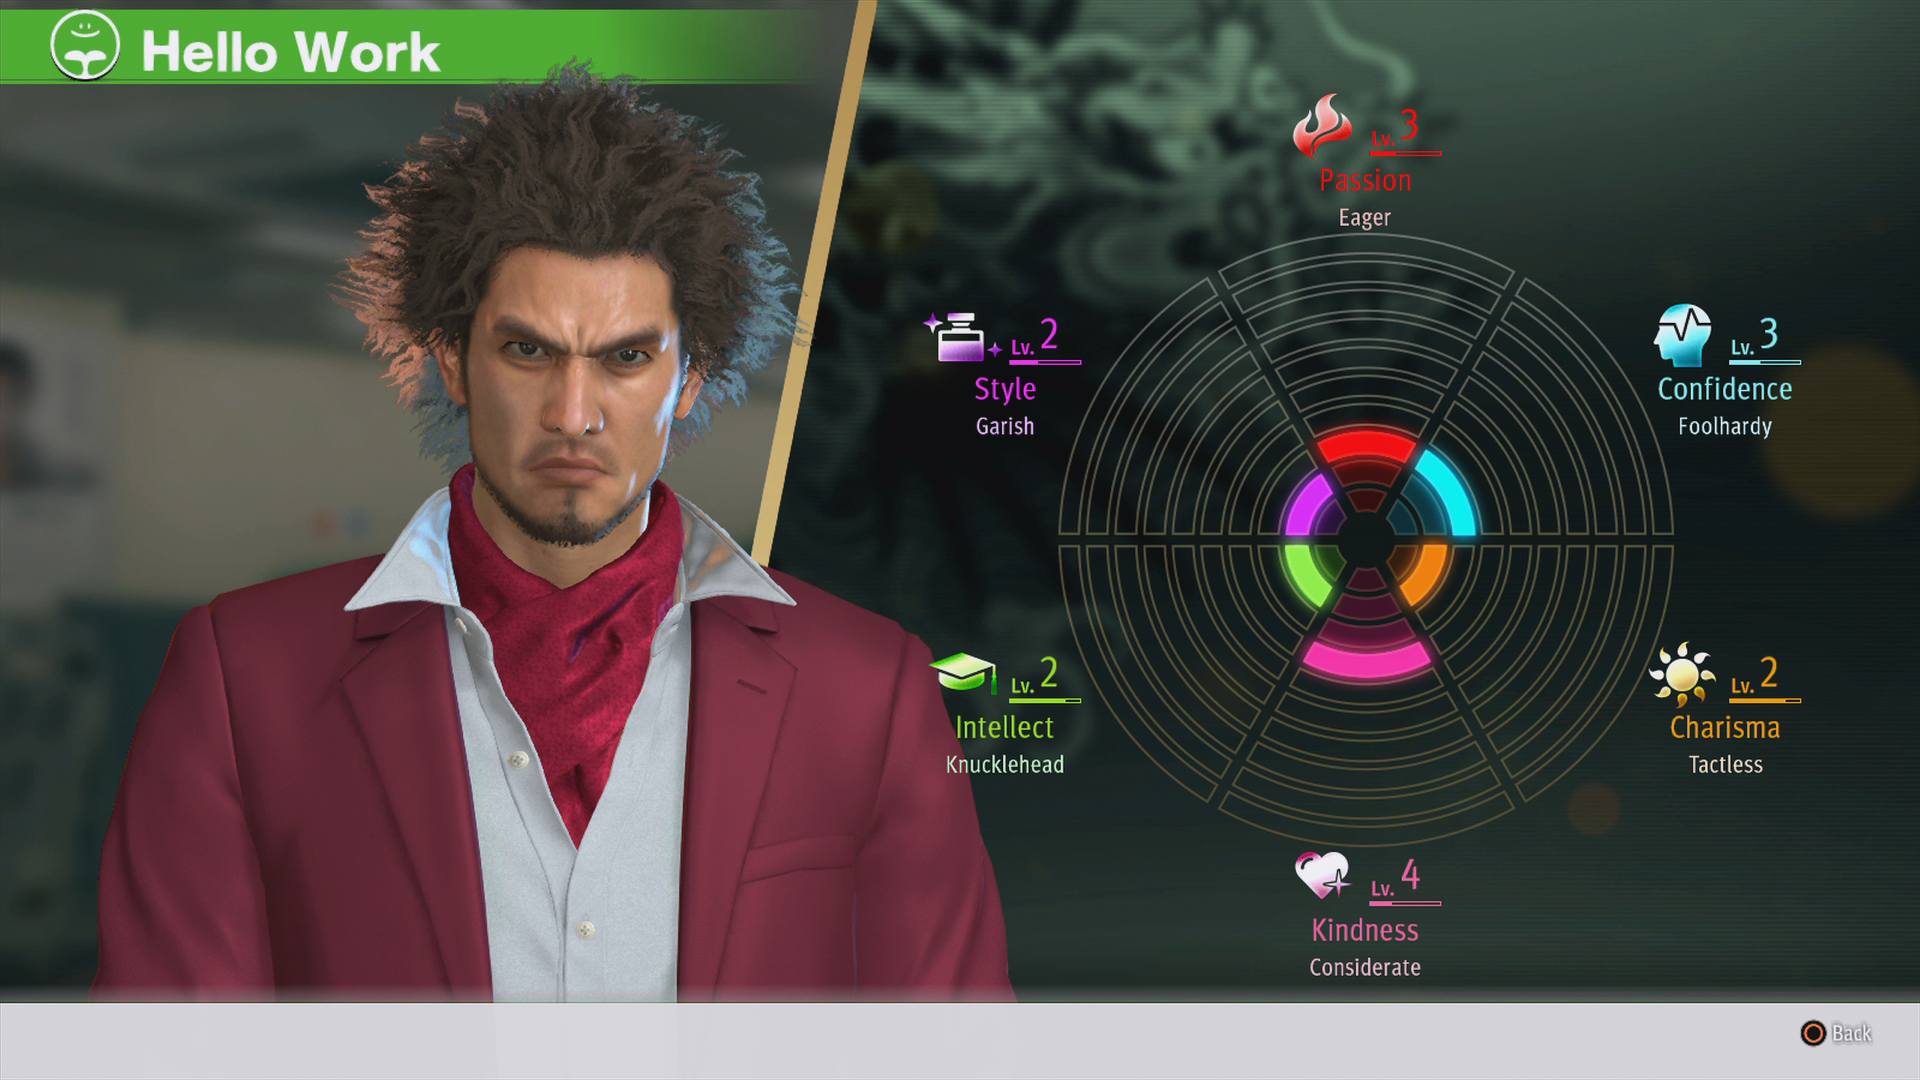 Hello Work
Lv. 3
Passion
Eager
Lv. 2
Style
Garish
Lv. 3
Confidence
Foolhardy
Lv. 2
Intellect
Knucklehead
Lv. 2
Charisma
Tactless
Lv. 4
Kindness
Considerate
Back